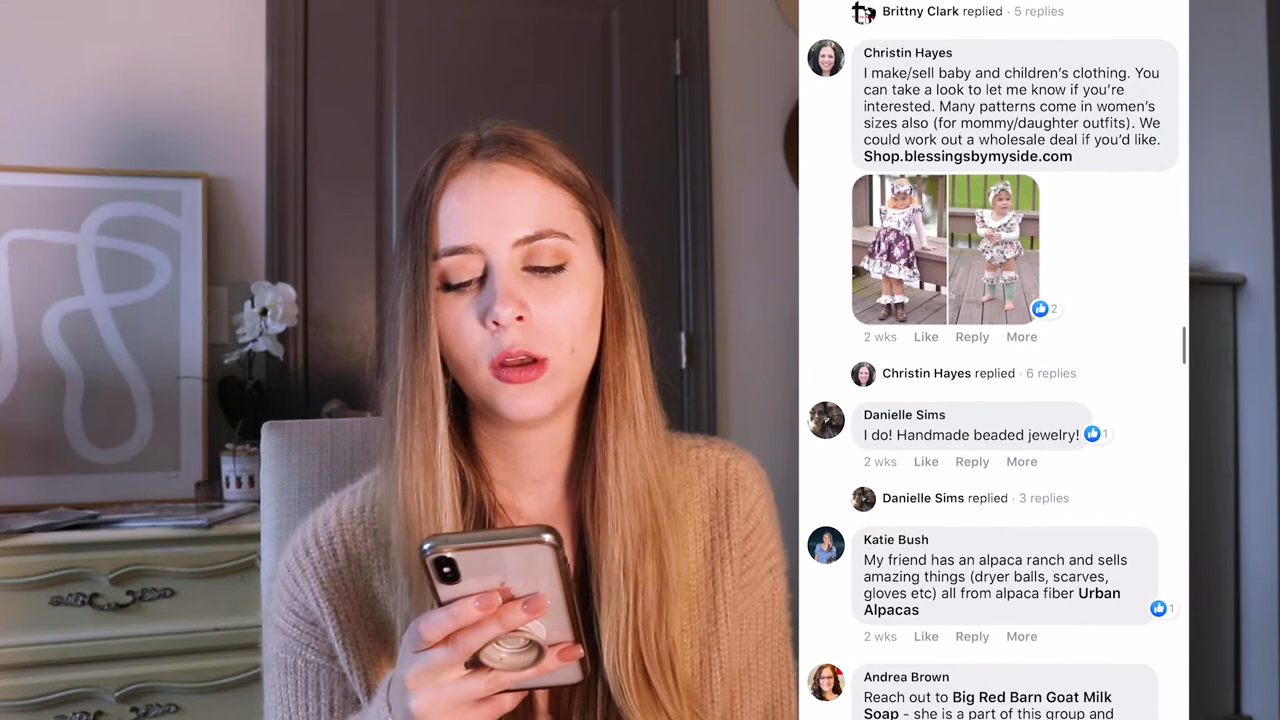 Brittny Clark replied · 5 replies
Christin Hayes
I make/sell baby and children's clothing. You
can take a look to let me know if you're
interested. Many patterns come in women's
sizes also (for mommy/daughter outfits). We
could work out a wholesale deal if you'd like.
Shop.blessingsbymyside.com
2
2 wks Like Reply More
Christin Hayes replied · 6 replies
Danielle Sims
I do! Handmade beaded jewelry!
1
2 wks Like Reply More
Danielle Sims replied · 3 replies
Katie Bush
My friend has an alpaca ranch and sells
amazing things (dryer balls, scarves,
gloves etc) all from alpaca fiber Urban
Alpacas
1
2 wks Like Reply More
Andrea Brown
Reach out to Big Red Barn Goat Milk
Soap - she is a part of this group and